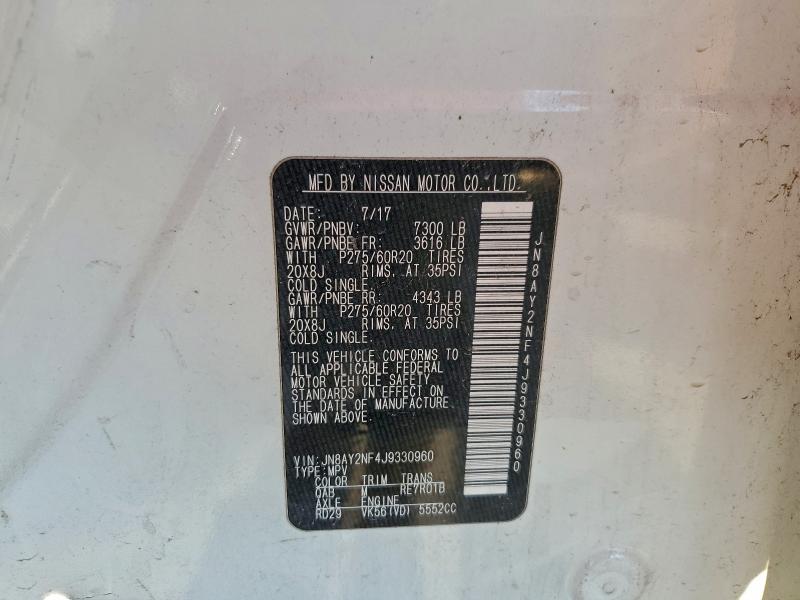 MFD BY NISSAN MOTOR CO.,LTD.
DATE: 7/17
GVWR/PNBV: 7300 LB
GAWR/PNBE FR: 3616 LB
WITH P275/60R20 TIRES
20X8J RIMS, AT 35PSI
COLD SINGLE.
GAWR/PNBE RR: 4343 LB
WITH P275/60R20 TIRES
20X8J RIMS, AT 35PSI
COLD SINGLE.
THIS VEHICLE CONFORMS TO
ALL APPLICABLE FEDERAL
MOTOR VEHICLE SAFETY
STANDARDS IN EFFECT ON
THE DATE OF MANUFACTURE
SHOWN ABOVE.
VIN:JN8AY2NF4J9330960
TYPE:MPV
COLOR TRIM TRANS
QAB M RE7R01B
AXLE ENGINE
RD29 VK56(VD) 5552CC
JN8AY2NF4J9330960